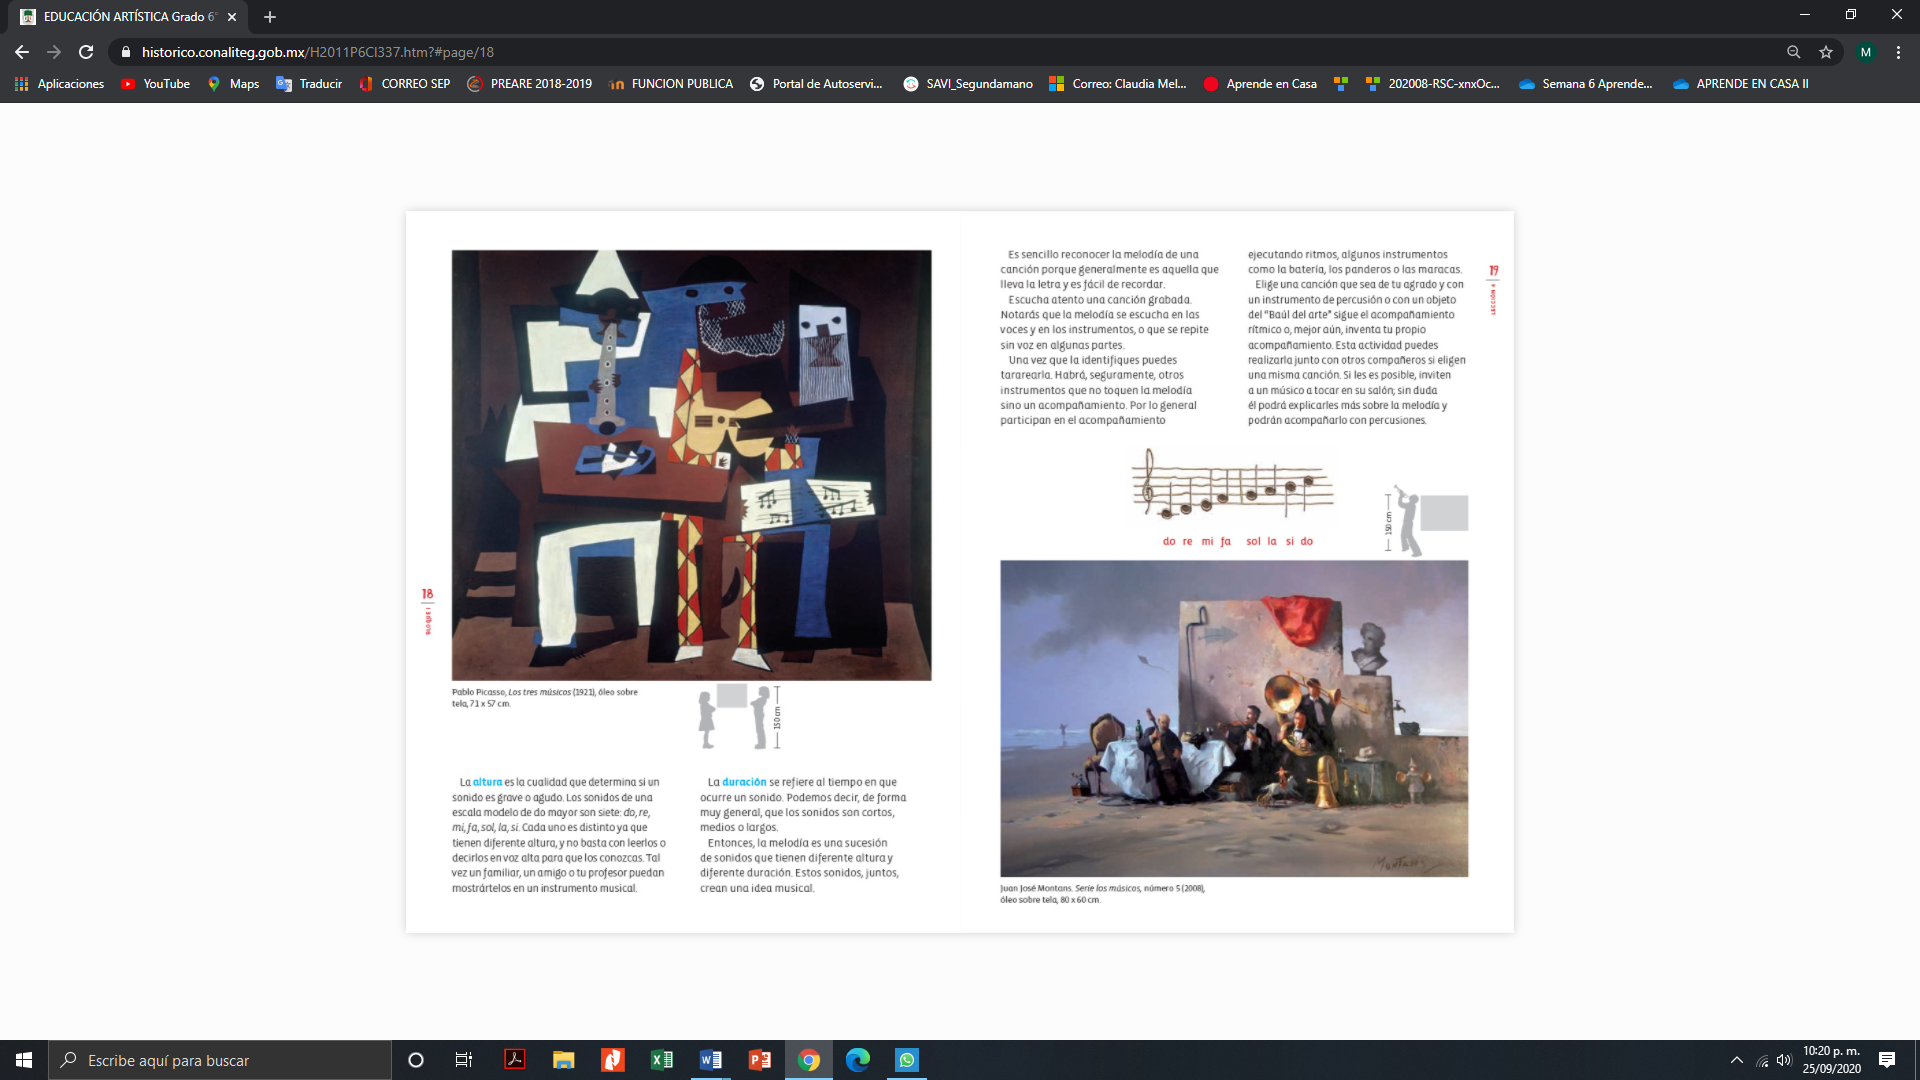 EDUCACIÓN ARTÍSTICA Grado 6°
historico.conaliteg.gob.mx/H2011P6CI337.htm?#page/18
M
Aplicaciones
YouTube
Maps
Traducir
CORREO SEP
PREARE 2018-2019
FUNCION PUBLICA
Portal de Autoservi...
SAVI_Segundamano
Correo: Claudia Mel...
Aprende en Casa
202008-RSC-xnxOc...
Semana 6 Aprende...
APRENDE EN CASA II
18
BLOQUE I
Pablo Picasso, Los tres músicos (1921), óleo sobre
tela, 71 x 57 cm.
150 cm
La altura es la cualidad que determina si un
sonido es grave o agudo. Los sonidos de una
escala modelo de do mayor son siete: do, re,
mi, fa, sol, la, si. Cada uno es distinto ya que
tienen diferente altura, y no basta con leerlos o
decirlos en voz alta para que los conozcas. Tal
vez un familiar, un amigo o tu profesor puedan
mostrártelos en un instrumento musical.
La duración se refiere al tiempo en que
ocurre un sonido. Podemos decir, de forma
muy general, que los sonidos son cortos,
medios o largos.
Entonces, la melodía es una sucesión
de sonidos que tienen diferente altura y
diferente duración. Estos sonidos, juntos,
crean una idea musical.
Es sencillo reconocer la melodía de una
canción porque generalmente es aquella que
lleva la letra y es fácil de recordar.
Escucha atento una canción grabada.
Notarás que la melodía se escucha en las
voces y en los instrumentos, o que se repite
sin voz en algunas partes.
Una vez que la identifiques puedes
tararearla. Habrá, seguramente, otros
instrumentos que no toquen la melodía
sino un acompañamiento. Por lo general
participan en el acompañamiento
ejecutando ritmos, algunos instrumentos
como la batería, los panderos o las maracas.
Elige una canción que sea de tu agrado y con
un instrumento de percusión o con un objeto
del "Baúl del arte" sigue el acompañamiento
rítmico o, mejor aún, inventa tu propio
acompañamiento. Esta actividad puedes
realizarla junto con otros compañeros si eligen
una misma canción. Si les es posible, inviten
a un músico a tocar en su salón; sin duda
él podrá explicarles más sobre la melodía y
podrán acompañarlo con percusiones.
19
LECCIÓN 4
do re mi fa sol la si do
150 cm
Montans
Juan José Montans. Serie los músicos, número 5 (2008),
óleo sobre tela, 80 x 60 cm.
Escribe aquí para buscar
10:20 p. m.
25/09/2020